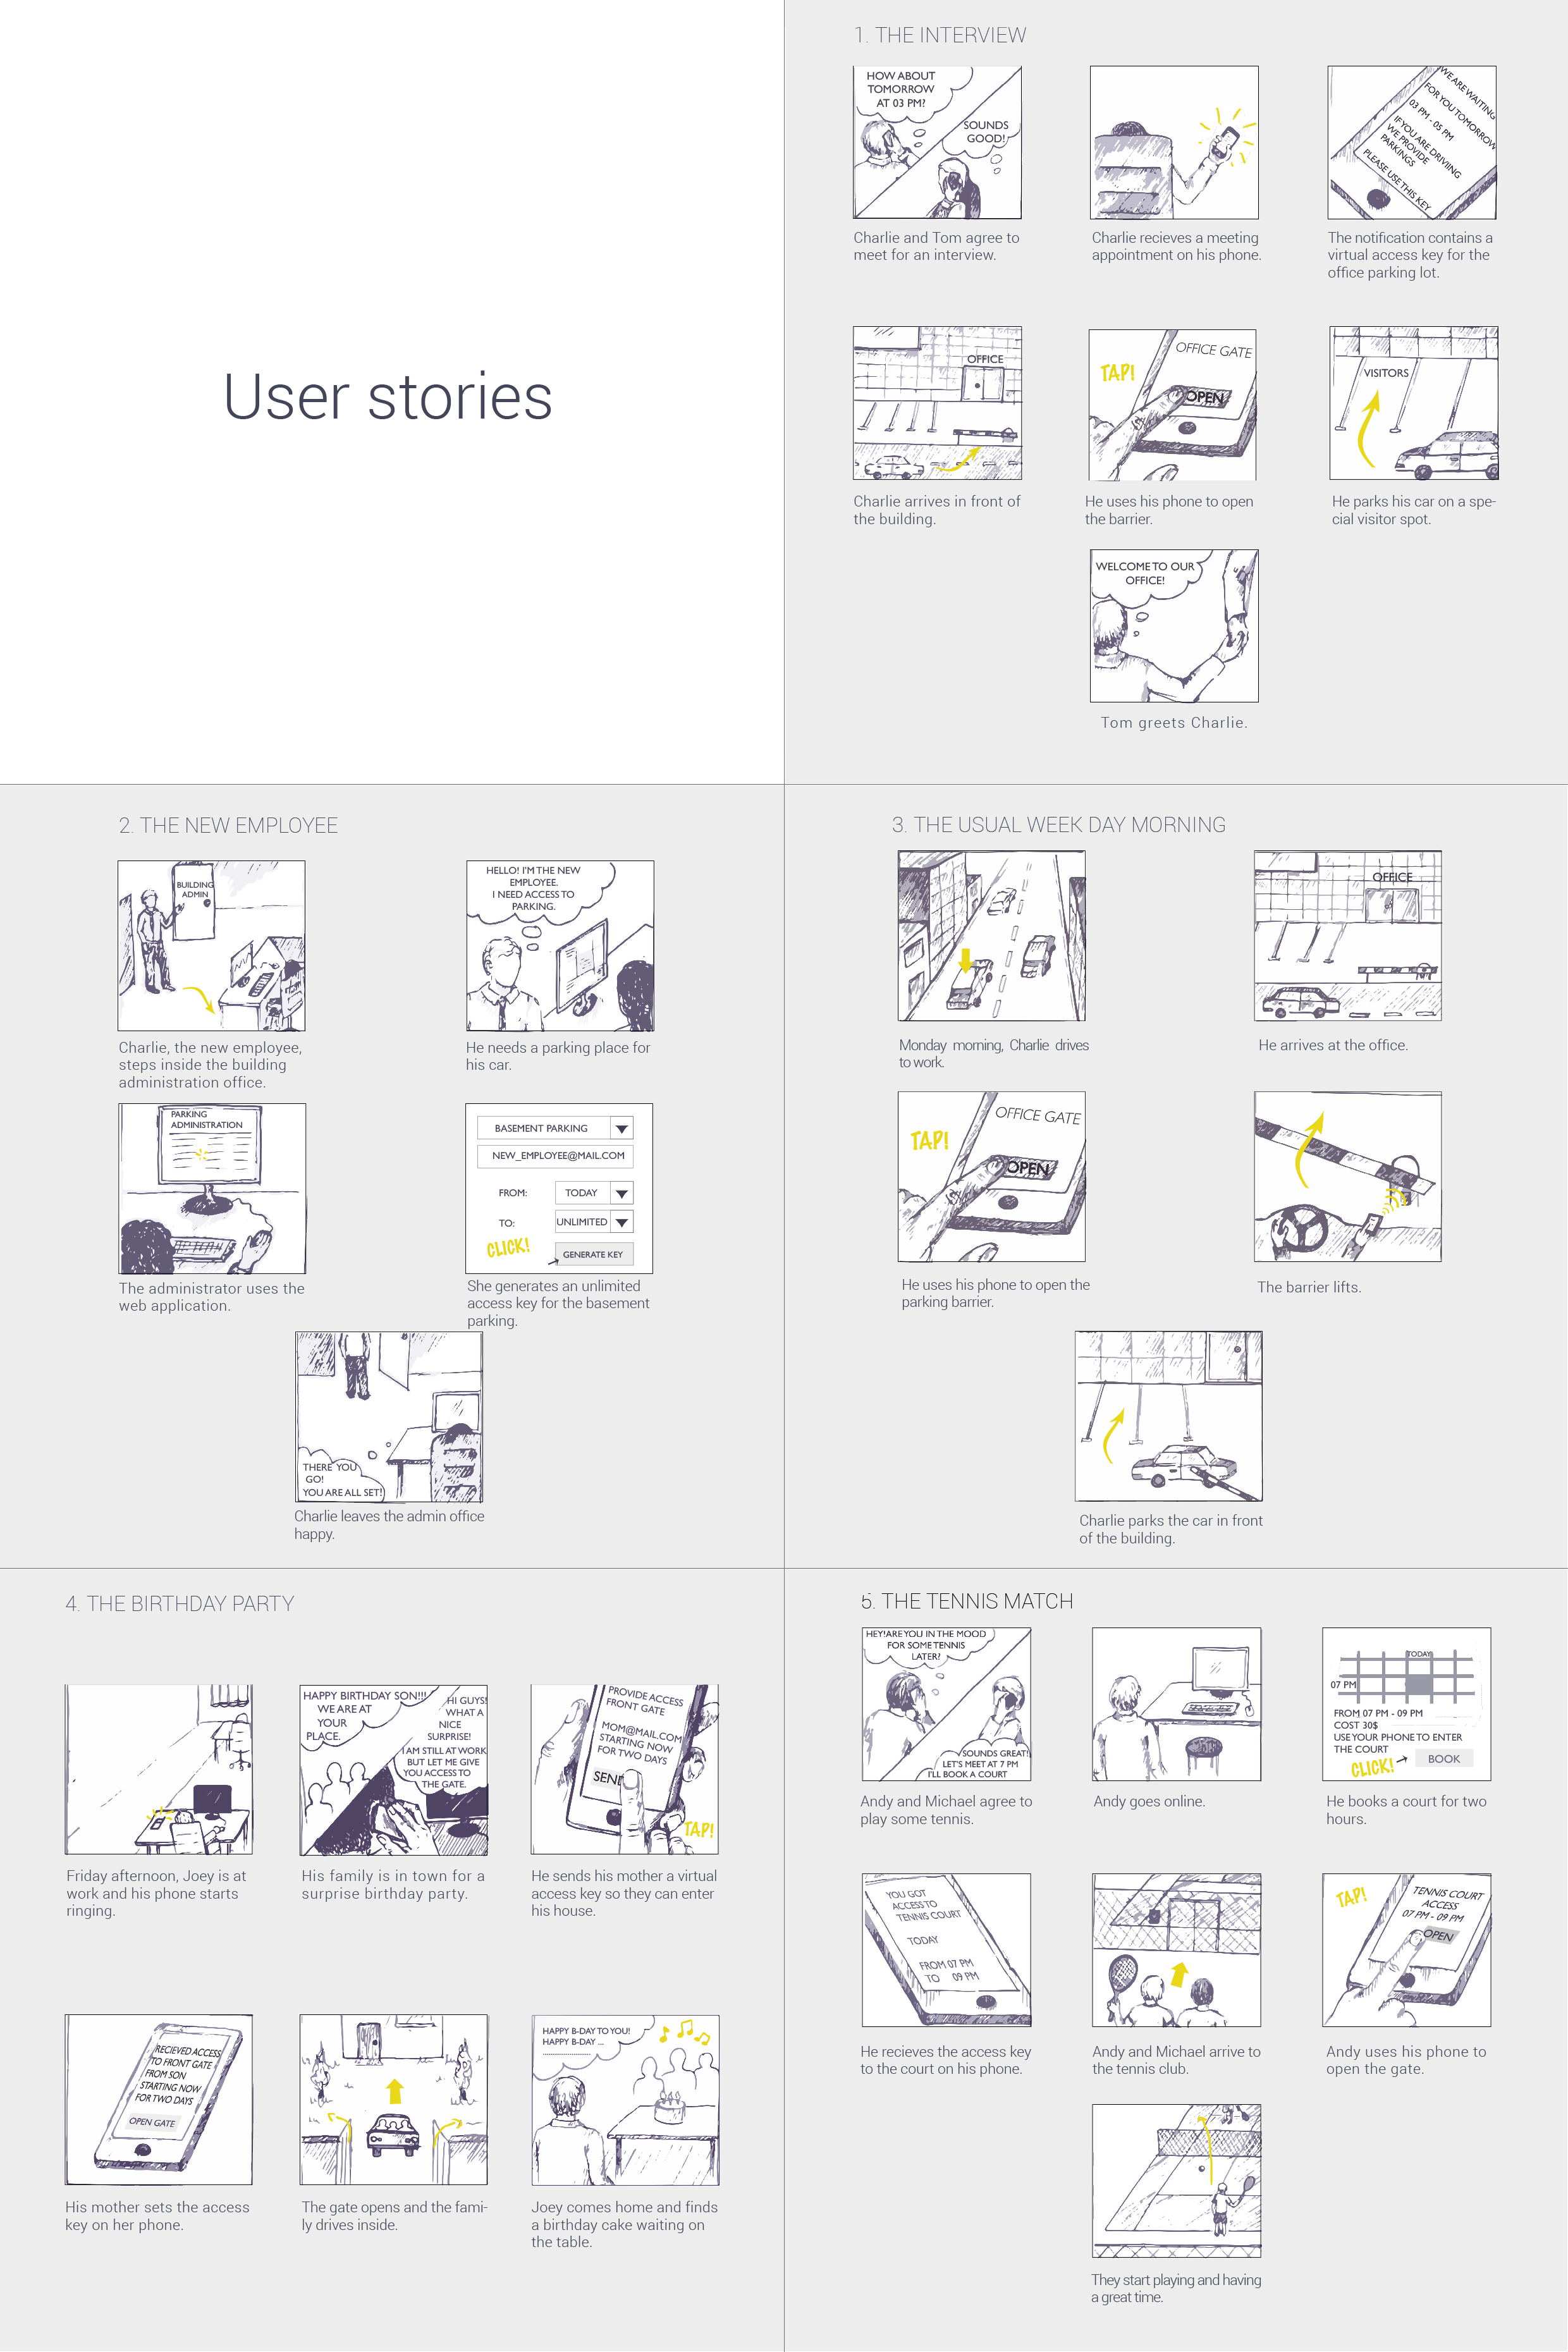 User stories
1. THE INTERVIEW
HOW ABOUT
TOMORROW
AT 03 PM?
SOUNDS
GOOD!
Charlie and Tom agree to
meet for an interview.
Charlie recieves a meeting
appointment on his phone.
WE ARE WAITING
FOR YOU TOMORROW
03 PM - 05 PM
IF YOU ARE DRIVIING
WE PROVIDE
PARKINGS
PLEASE USE THIS KEY
The notification contains a
virtual access key for the
office parking lot.
OFFICE
Charlie arrives in front of
the building.
TAP!
OFFICE GATE
OPEN
He uses his phone to open
the barrier.
VISITORS
He parks his car on a spe-
cial visitor spot.
WELCOME TO OUR
OFFICE!
Tom greets Charlie.
2. THE NEW EMPLOYEE
BUILDING
ADMIN
Charlie, the new employee,
steps inside the building
administration office.
HELLO! I'M THE NEW
EMPLOYEE.
I NEED ACCESS TO
PARKING.
He needs a parking place for
his car.
PARKING
ADMINISTRATION
The administrator uses the
web application.
BASEMENT PARKING
NEW_EMPLOYEE@MAIL.COM
FROM: TODAY
TO: UNLIMITED
CLICK! GENERATE KEY
She generates an unlimited
access key for the basement
parking.
THERE YOU
GO!
YOU ARE ALL SET!
Charlie leaves the admin office
happy.
3. THE USUAL WEEK DAY MORNING
Monday morning, Charlie drives
to work.
OFFICE
He arrives at the office.
TAP!
OFFICE GATE
OPEN
He uses his phone to open the
parking barrier.
The barrier lifts.
Charlie parks the car in front
of the building.
4. THE BIRTHDAY PARTY
Friday afternoon, Joey is at
work and his phone starts
ringing.
HAPPY BIRTHDAY SON!!!
WE ARE AT
YOUR
PLACE.
HI GUYS!
WHAT A
NICE
SURPRISE!
I AM STILL AT WORK
BUT LET ME GIVE
YOU ACCESS TO
THE GATE.
His family is in town for a
surprise birthday party.
PROVIDE ACCESS
FRONT GATE
MOM@MAIL.COM
STARTING NOW
FOR TWO DAYS
SEND
TAP!
He sends his mother a virtual
access key so they can enter
his house.
RECIEVED ACCESS
TO FRONT GATE
FROM SON
STARTING NOW
FOR TWO DAYS
OPEN GATE
His mother sets the access
key on her phone.
The gate opens and the fami-
ly drives inside.
HAPPY B-DAY TO YOU!
HAPPY B-DAY ...
Joey comes home and finds
a birthday cake waiting on
the table.
5. THE TENNIS MATCH
HEY!ARE YOU IN THE MOOD
FOR SOME TENNIS
LATER?
SOUNDS GREAT!
LET'S MEET AT 7 PM
I'LL BOOK A COURT
Andy and Michael agree to
play some tennis.
Andy goes online.
TODAY
07 PM
FROM 07 PM - 09 PM
COST 30$
USE YOUR PHONE TO ENTER
THE COURT
CLICK! BOOK
He books a court for two
hours.
YOU GOT
ACCESS TO
TENNIS COURT
TODAY
FROM 07 PM
TO 09 PM
He recieves the access key
to the court on his phone.
Andy and Michael arrive to
the tennis club.
TAP!
TENNIS COURT
ACCESS
07 PM - 09 PM
OPEN
Andy uses his phone to
open the gate.
They start playing and having
a great time.